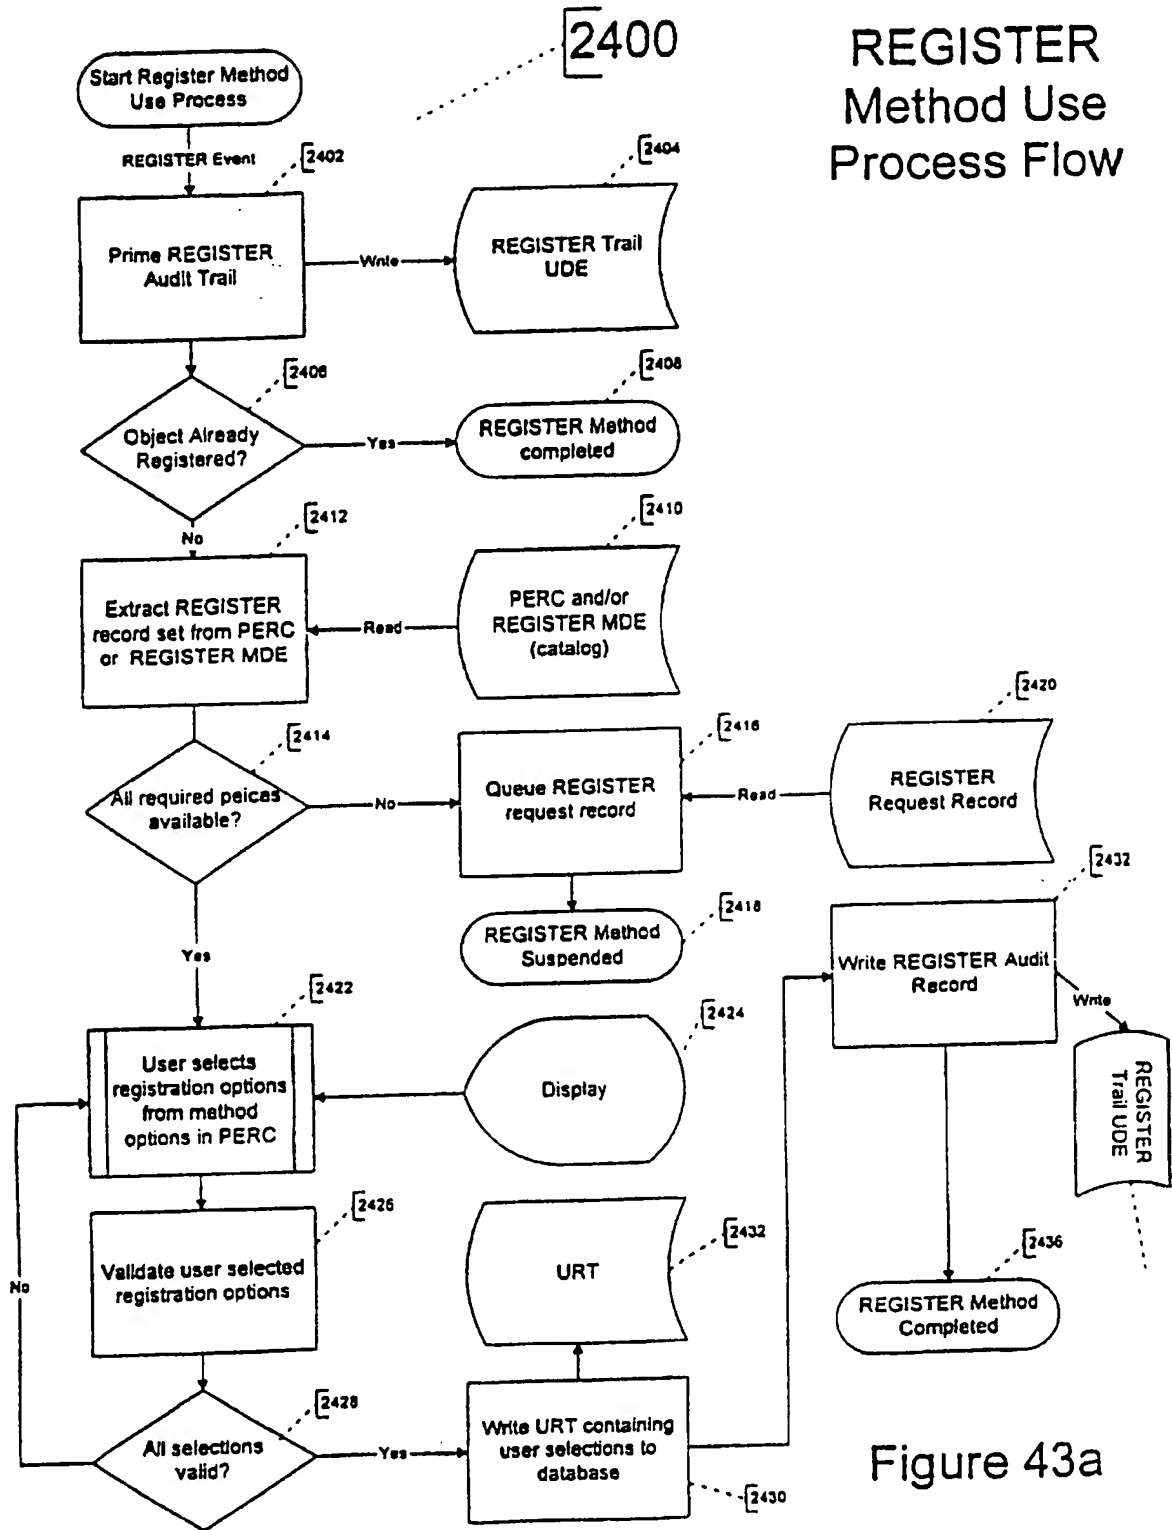 2400
REGISTER
Method Use
Process Flow
Start Register Method
Use Process
REGISTER Event
2402
2404
Prime REGISTER
Audit Trail
Write
REGISTER Trail
UDE
2406
2408
Object Already
Registered?
Yes
REGISTER Method
completed
No
2412
2410
Extract REGISTER
record set from PERC
or REGISTER MDE
Read
PERC and/or
REGISTER MDE
(catalog)
2414
2416
2420
All required peices
available?
No
Queue REGISTER
request record
Read
REGISTER
Request Record
2418
REGISTER Method
Suspended
2432
Write REGISTER Audit
Record
Write
REGISTER
Trail UDE
Yes
2422
2424
User selects
registration options
from method
options in PERC
Display
2426
2432
Validate user selected
registration options
URT
No
2436
REGISTER Method
Completed
2428
All selections
valid?
Yes
Write URT containing
user selections to
database
2430
Figure 43a